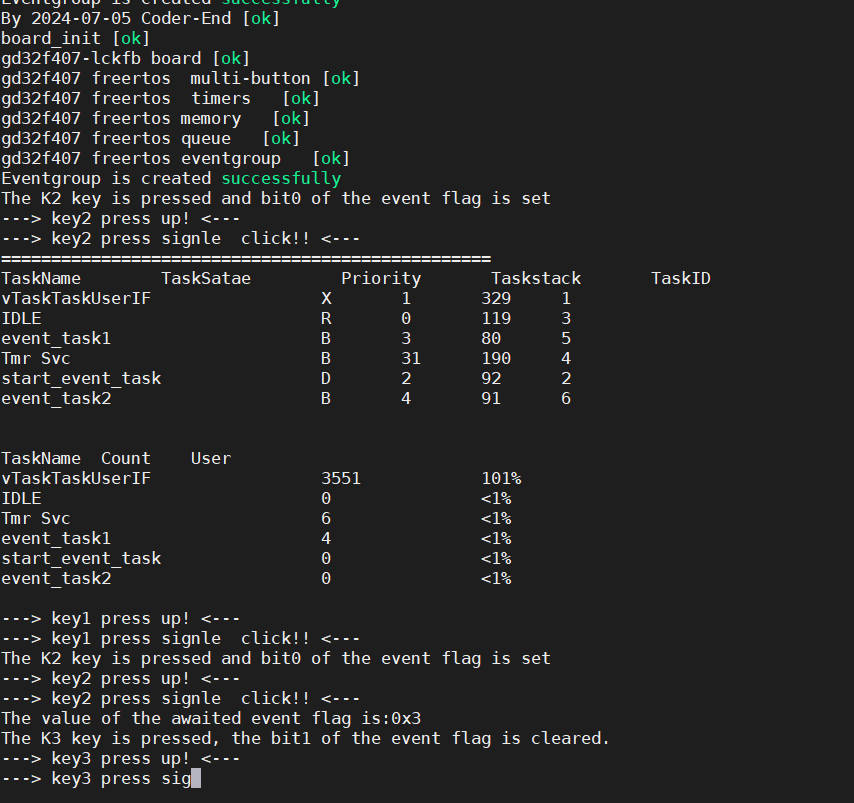 Eventgroup is created successfully
By 2024-07-05 Coder-End [ok]
board_init [ok]
gd32f407-lckfb board [ok]
gd32f407 freertos  multi-button [ok]
gd32f407 freertos  timers   [ok]
gd32f407 freertos memory   [ok]
gd32f407 freertos queue   [ok]
gd32f407 freertos eventgroup   [ok]
Eventgroup is created successfully
The K2 key is pressed and bit0 of the event flag is set
---> key2 press up! <---
---> key2 press signle  click!! <---
=================================================
TaskName        TaskSatae         Priority       Taskstack       TaskID
vTaskTaskUserIF                 X       1       329     1
IDLE                            R       0       119     3
event_task1                     B       3       80      5
Tmr Svc                         B       31      190     4
start_event_task                D       2       92      2
event_task2                     B       4       91      6
TaskName  Count    User
vTaskTaskUserIF                 3551            101%
IDLE                            0               <1%
Tmr Svc                         6               <1%
event_task1                     4               <1%
start_event_task                0               <1%
event_task2                     0               <1%
---> key1 press up! <---
---> key1 press signle  click!! <---
The K2 key is pressed and bit0 of the event flag is set
---> key2 press up! <---
---> key2 press signle  click!! <---
The value of the awaited event flag is:0x3
The K3 key is pressed, the bit1 of the event flag is cleared.
---> key3 press up! <---
---> key3 press sig